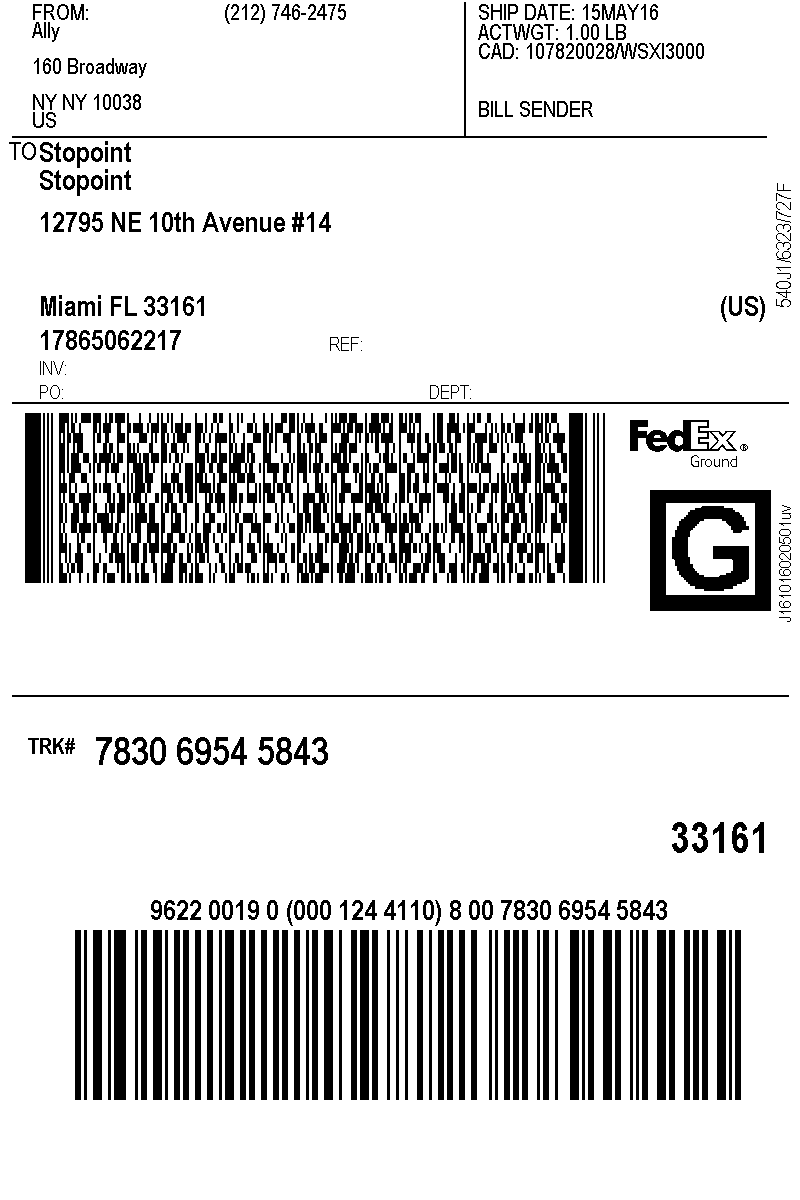 FROM: (212) 746-2475
Ally
160 Broadway
NY NY 10038
US
SHIP DATE: 15MAY16
ACTWGT: 1.00 LB
CAD: 107820028/WSXI3000
BILL SENDER
TO Stopoint
Stopoint
12795 NE 10th Avenue #14
Miami FL 33161 (US)
17865062217 REF:
INV:
PO: DEPT:
540J1/6323/727F
FedEx®
Ground
G
J161016020501uv
TRK# 7830 6954 5843
33161
9622 0019 0 (000 124 4110) 8 00 7830 6954 5843